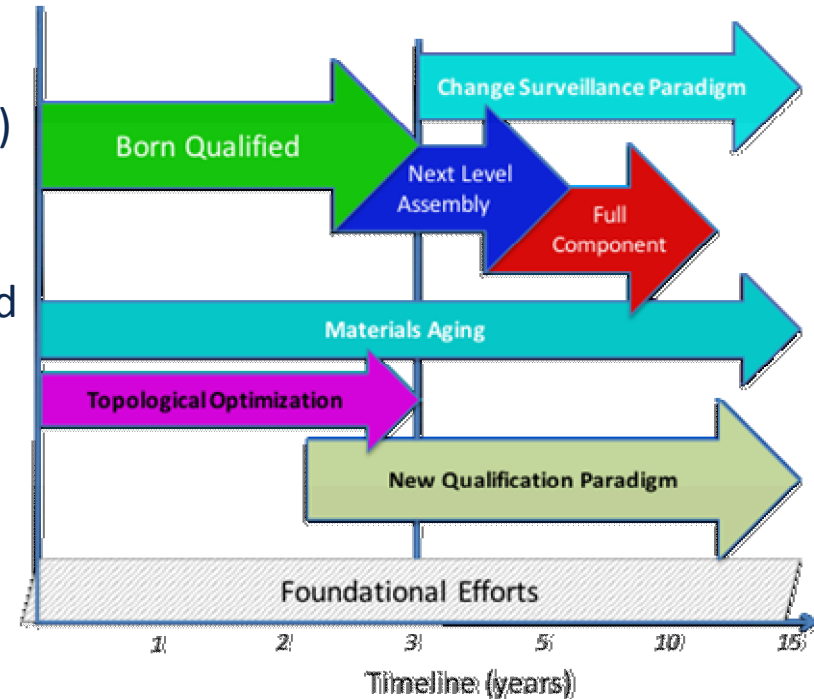 Change Surveillance Paradigm
)
Born Qualified
Next Level
Assembly
Full
Component
d
Materials Aging
Topological Optimization
New Qualification Paradigm
Foundational Efforts
1 2 3 5 10 15
Timeline (years)